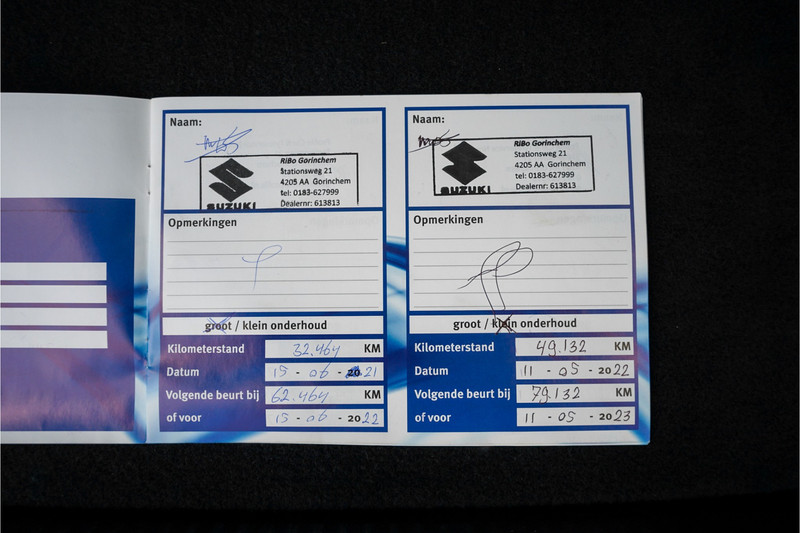 Naam:
RiBo Gorinchem
Stationsweg 21
4205 AA Gorinchem
tel: 0183-627999
Dealernr: 613813
SUZUKI
Opmerkingen
groot / klein onderhoud
Kilometerstand 32.464 KM
Datum 15 - 06 - 2021
Volgende beurt bij 62.464 KM
of voor 15 - 06 - 2022
Naam:
RiBo Gorinchem
Stationsweg 21
4205 AA Gorinchem
tel: 0183-627999
Dealernr: 613813
SUZUKI
Opmerkingen
groot / klein onderhoud
Kilometerstand 49.132 KM
Datum 11 - 05 - 2022
Volgende beurt bij 79.132 KM
of voor 11 - 05 - 2023